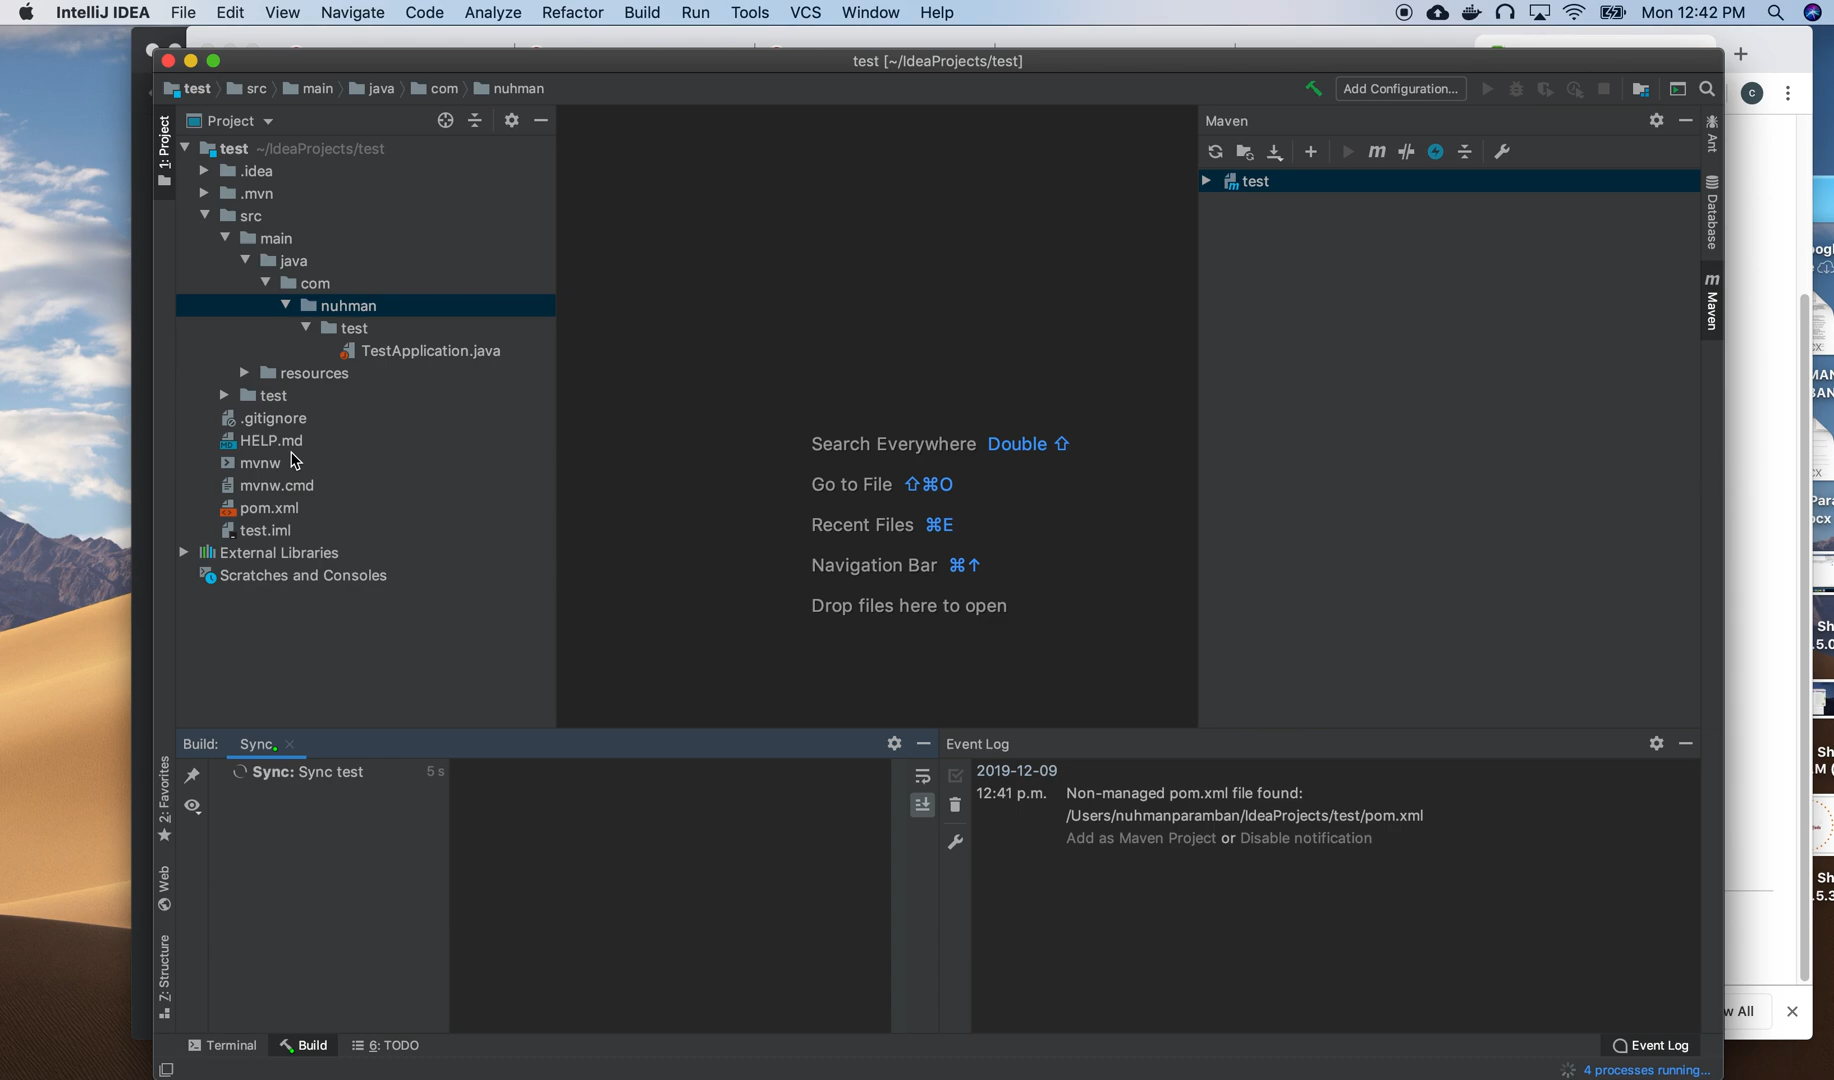 IntelliJ IDEA File Edit View Navigate Code Analyze Refactor Build Run Tools VCS Window Help Mon 12:42 PM
test [~/IdeaProjects/test]
test src main java com nuhman Add Configuration...
c
1: Project
Project
test ~/IdeaProjects/test
.idea
.mvn
src
main
java
com
nuhman
test
TestApplication.java
resources
test
.gitignore
HELP.md
mvnw
mvnw.cmd
pom.xml
test.iml
External Libraries
Scratches and Consoles
Search Everywhere Double ⇧
Go to File ⇧⌘O
Recent Files ⌘E
Navigation Bar ⌘↑
Drop files here to open
Maven
test
Ant
Database
Maven
Build: Sync
Sync: Sync test 5 s
Event Log
2019-12-09
12:41 p.m. Non-managed pom.xml file found:
/Users/nuhmanparamban/IdeaProjects/test/pom.xml
Add as Maven Project or Disable notification
2: Favorites
Web
Z: Structure
Terminal Build 6: TODO
Event Log
4 processes running...
w All